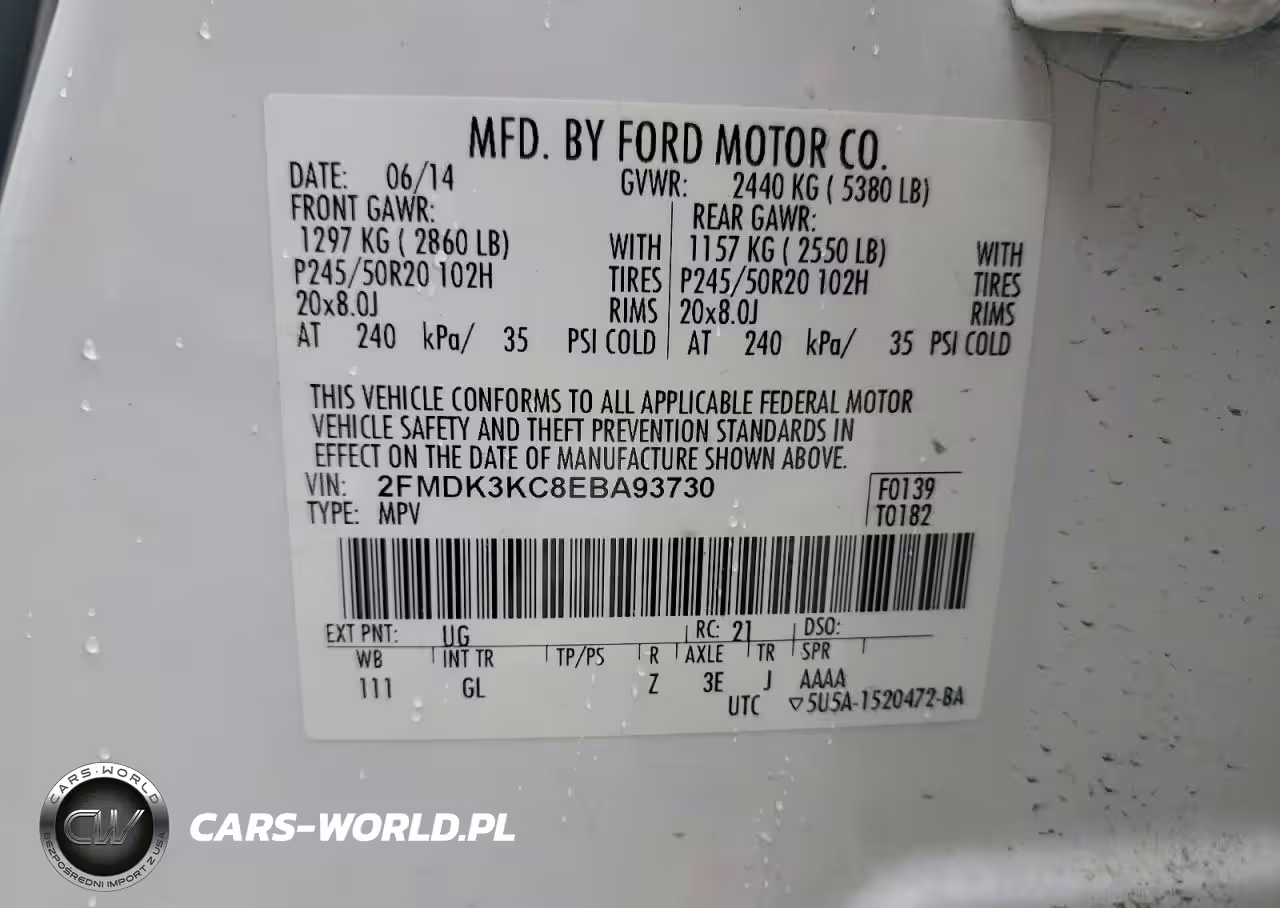 MFD. BY FORD MOTOR CO.
DATE: 06/14 GVWR: 2440 KG ( 5380 LB)
FRONT GAWR: REAR GAWR:
1297 KG ( 2860 LB) WITH 1157 KG ( 2550 LB) WITH
P245/50R20 102H TIRES P245/50R20 102H TIRES
20x8.0J RIMS 20x8.0J RIMS
AT 240 kPa/ 35 PSI COLD AT 240 kPa/ 35 PSI COLD
THIS VEHICLE CONFORMS TO ALL APPLICABLE FEDERAL MOTOR
VEHICLE SAFETY AND THEFT PREVENTION STANDARDS IN
EFFECT ON THE DATE OF MANUFACTURE SHOWN ABOVE.
VIN: 2FMDK3KC8EBA93730 F0139
TYPE: MPV T0182
EXT PNT: UG RC: 21 DSO:
WB INT TR TP/PS R AXLE TR SPR
111 GL Z 3E J AAAA
UTC ▽5U5A-1520472-BA
CARS-WORLD
CW
BEZPOŚREDNI IMPORT Z USA
CARS-WORLD.PL